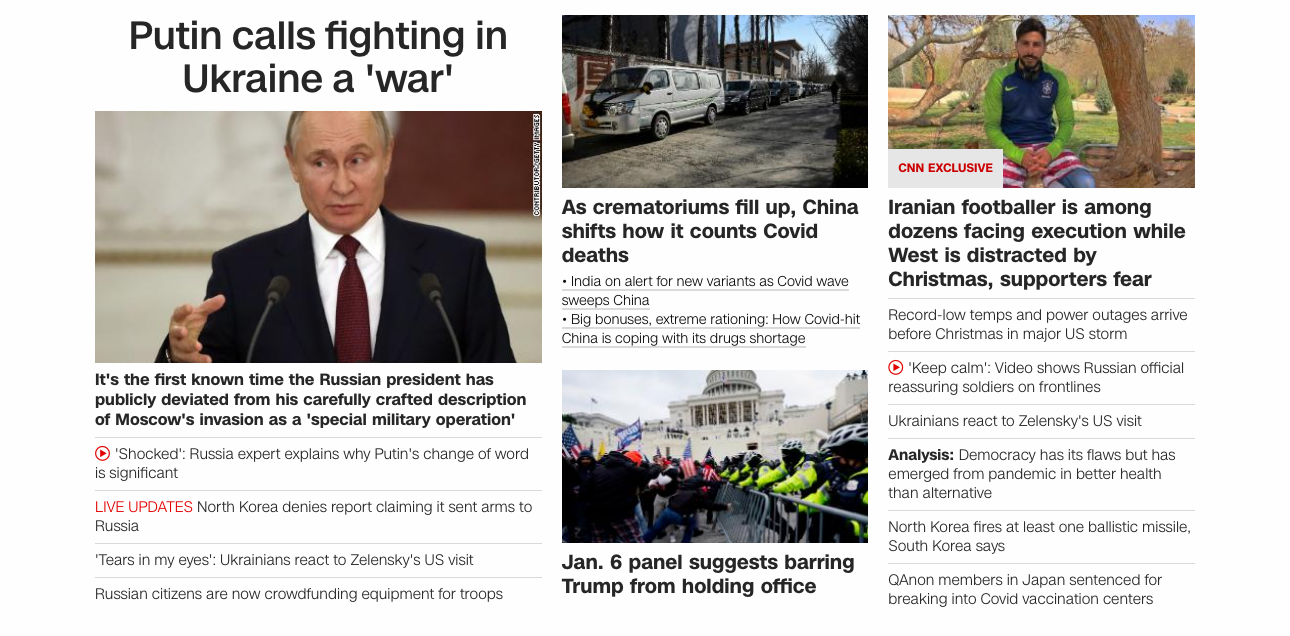 Putin calls fighting in
Ukraine a 'war'
CONTRIBUTOR/GETTY IMAGES
It's the first known time the Russian president has
publicly deviated from his carefully crafted description
of Moscow's invasion as a 'special military operation'
'Shocked': Russia expert explains why Putin's change of word
is significant
LIVE UPDATES North Korea denies report claiming it sent arms to
Russia
'Tears in my eyes': Ukrainians react to Zelensky's US visit
Russian citizens are now crowdfunding equipment for troops
As crematoriums fill up, China
shifts how it counts Covid
deaths
• India on alert for new variants as Covid wave
sweeps China
• Big bonuses, extreme rationing: How Covid-hit
China is coping with its drugs shortage
TRUMP
Jan. 6 panel suggests barring
Trump from holding office
CNN EXCLUSIVE
Iranian footballer is among
dozens facing execution while
West is distracted by
Christmas, supporters fear
Record-low temps and power outages arrive
before Christmas in major US storm
'Keep calm': Video shows Russian official
reassuring soldiers on frontlines
Ukrainians react to Zelensky's US visit
Analysis: Democracy has its flaws but has
emerged from pandemic in better health
than alternative
North Korea fires at least one ballistic missile,
South Korea says
QAnon members in Japan sentenced for
breaking into Covid vaccination centers